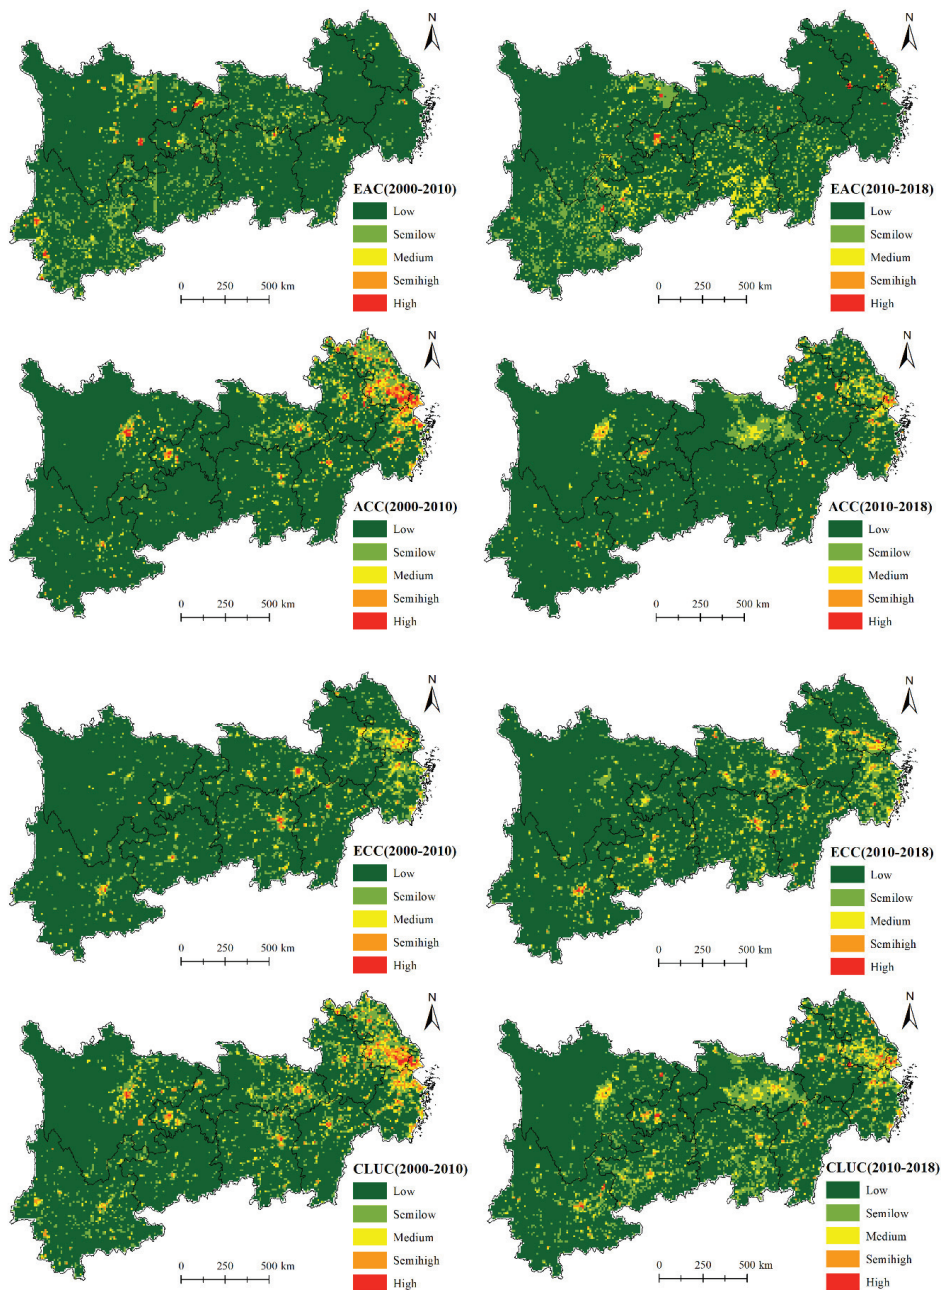 N
EAC(2000-2010)
Low
Semilow
Medium
Semihigh
High
0 250 500 km
N
EAC(2010-2018)
Low
Semilow
Medium
Semihigh
High
0 250 500 km
N
ACC(2000-2010)
Low
Semilow
Medium
Semihigh
High
0 250 500 km
N
ACC(2010-2018)
Low
Semilow
Medium
Semihigh
High
0 250 500 km
N
ECC(2000-2010)
Low
Semilow
Medium
Semihigh
High
0 250 500 km
N
ECC(2010-2018)
Low
Semilow
Medium
Semihigh
High
0 250 500 km
N
CLUC(2000-2010)
Low
Semilow
Medium
Semihigh
High
0 250 500 km
N
CLUC(2010-2018)
Low
Semilow
Medium
Semihigh
High
0 250 500 km